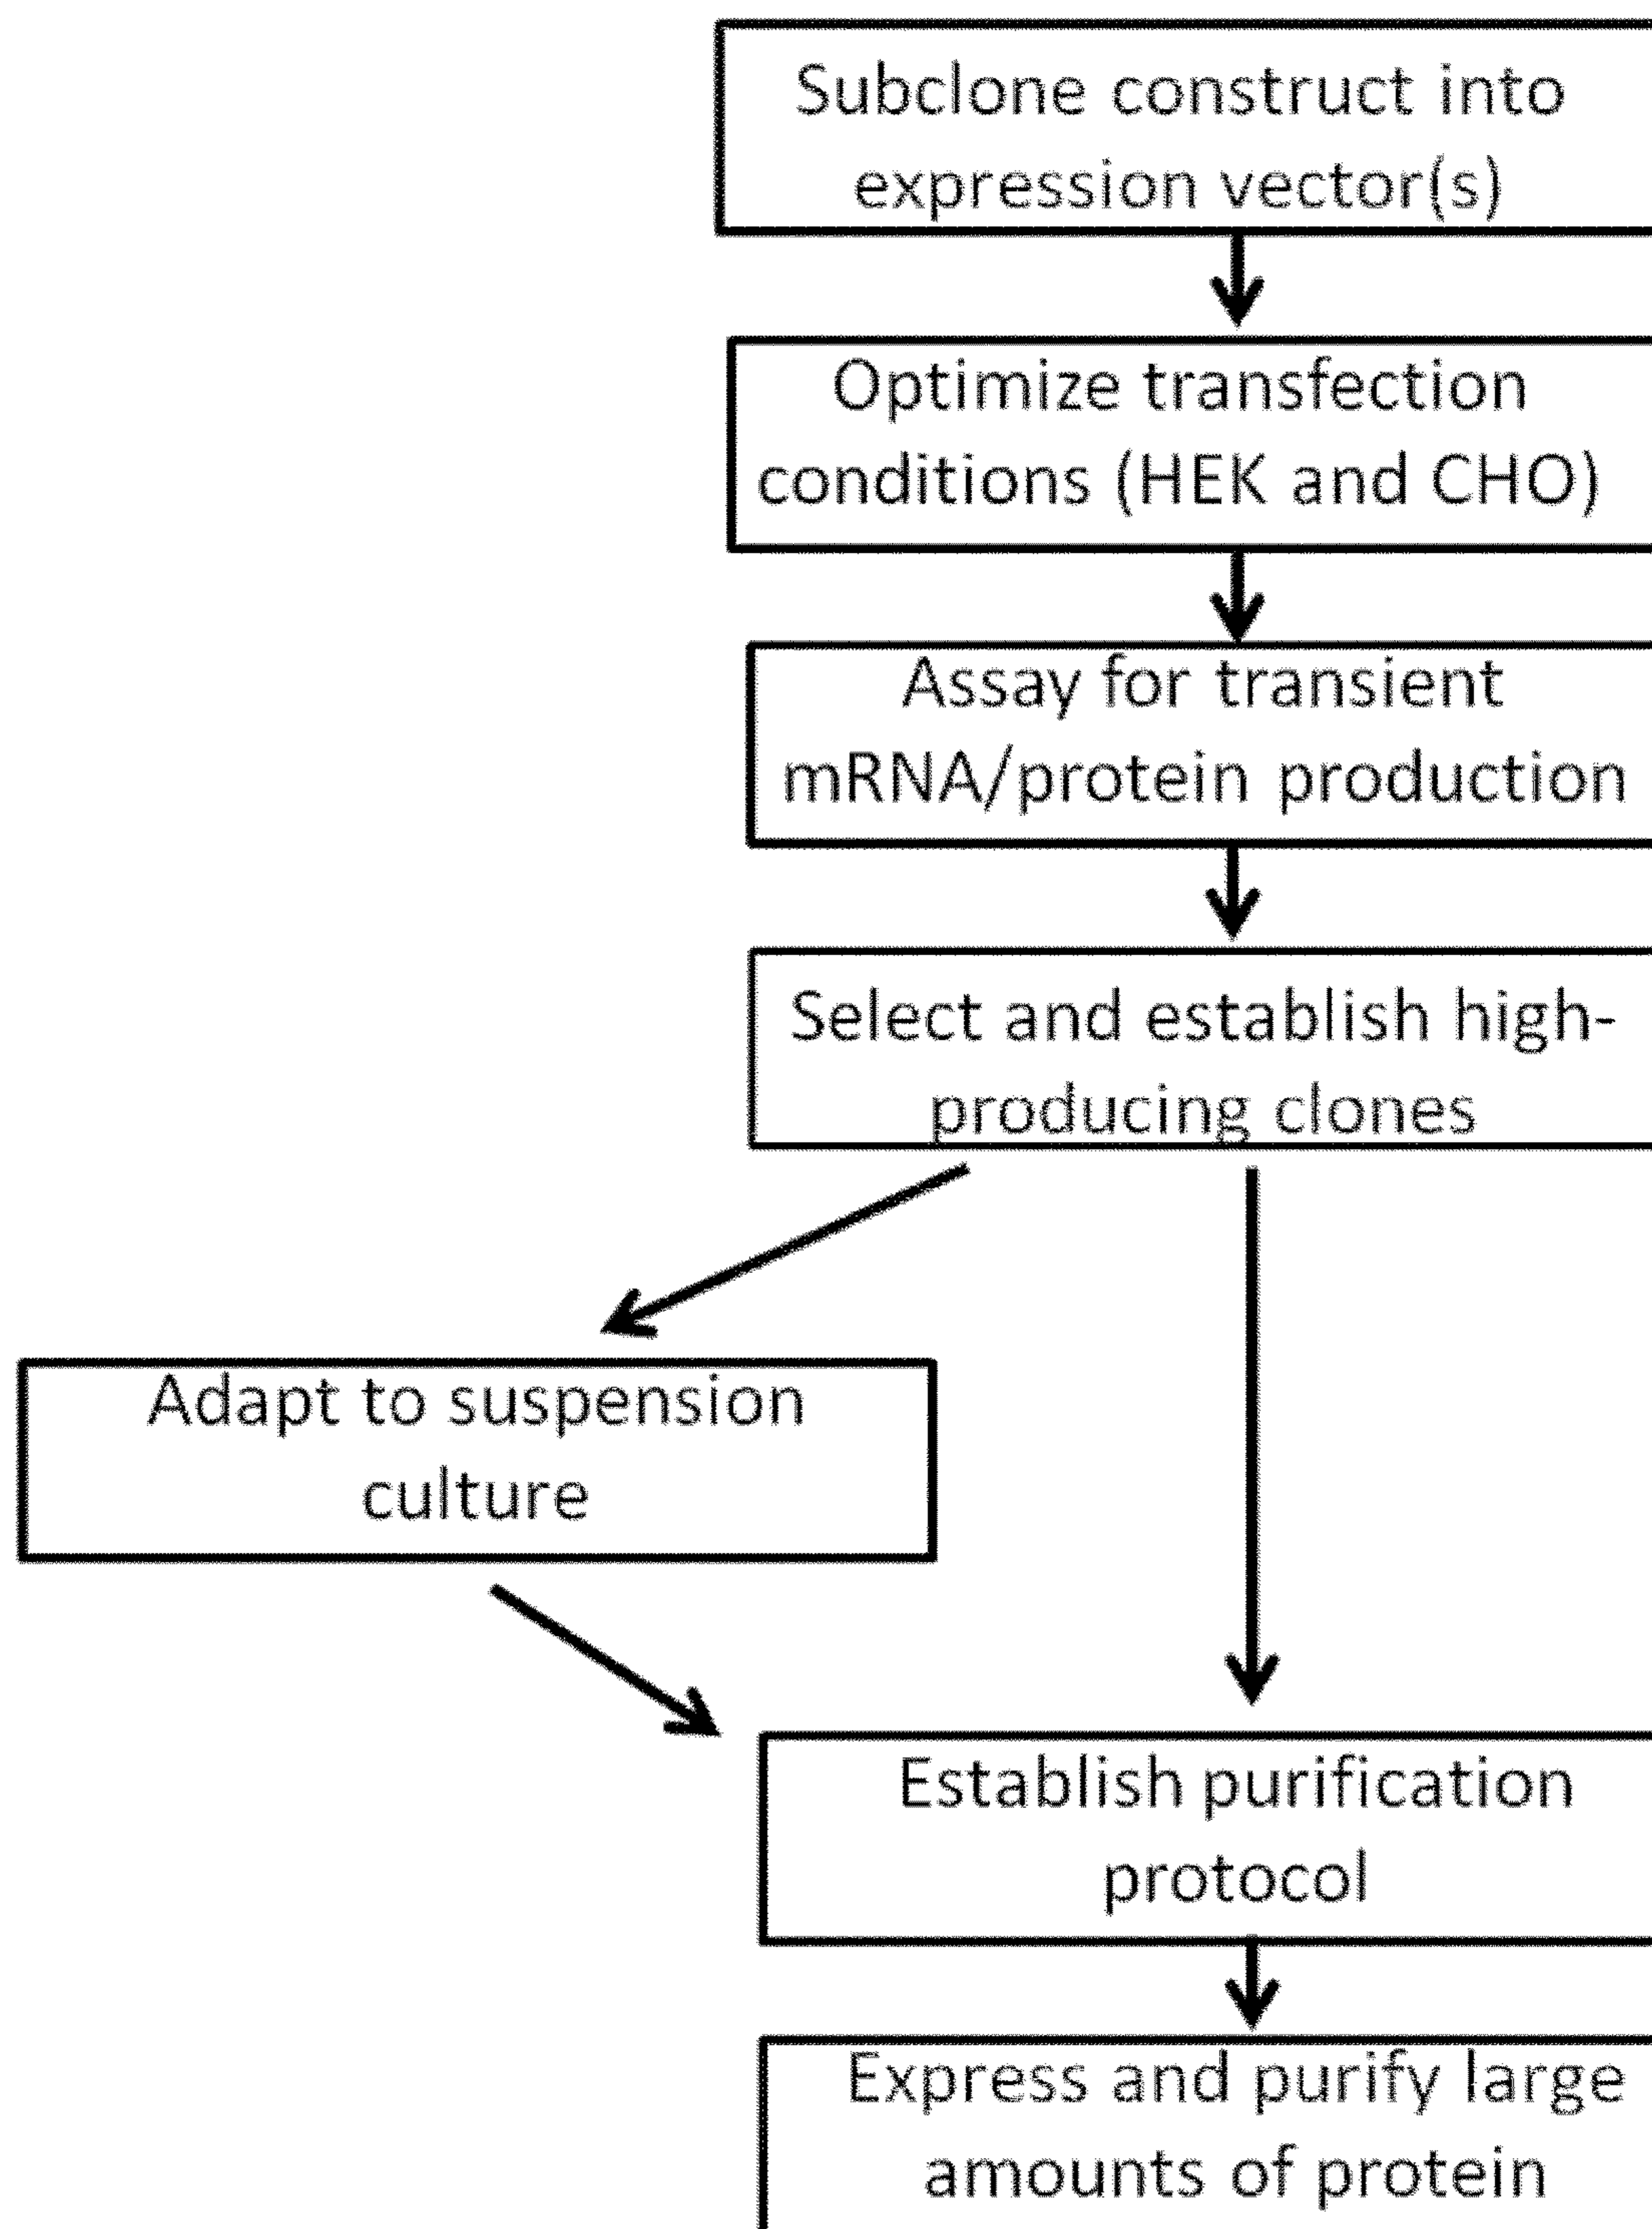 Subclone construct into
expression vector(s)
Optimize transfection
conditions (HEK and CHO)
Assay for transient
mRNA/protein production
Select and establish high-
producing clones
Adapt to suspension
culture
Establish purification
protocol
Express and purify large
amounts of protein